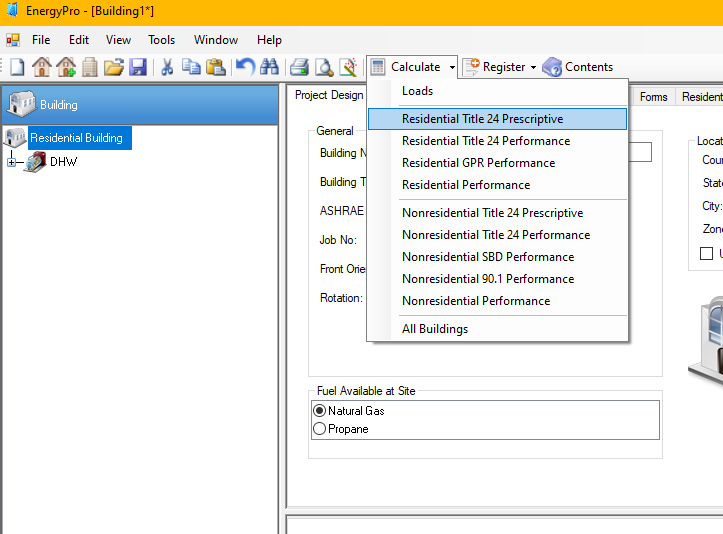 EnergyPro - [Building1*]
File Edit View Tools Window Help
Calculate Register Contents
Building
Residential Building
DHW
Project Design
Forms
Loads
Residential Title 24 Prescriptive
Residential Title 24 Performance
Residential GPR Performance
Residential Performance
Nonresidential Title 24 Prescriptive
Nonresidential Title 24 Performance
Nonresidential SBD Performance
Nonresidential 90.1 Performance
Nonresidential Performance
All Buildings
General
Building N
Building T
ASHRAE
Job No:
Front Orie
Rotation:
Fuel Available at Site
Natural Gas
Propane
Residen
Locat
Cour
State
City:
Zone